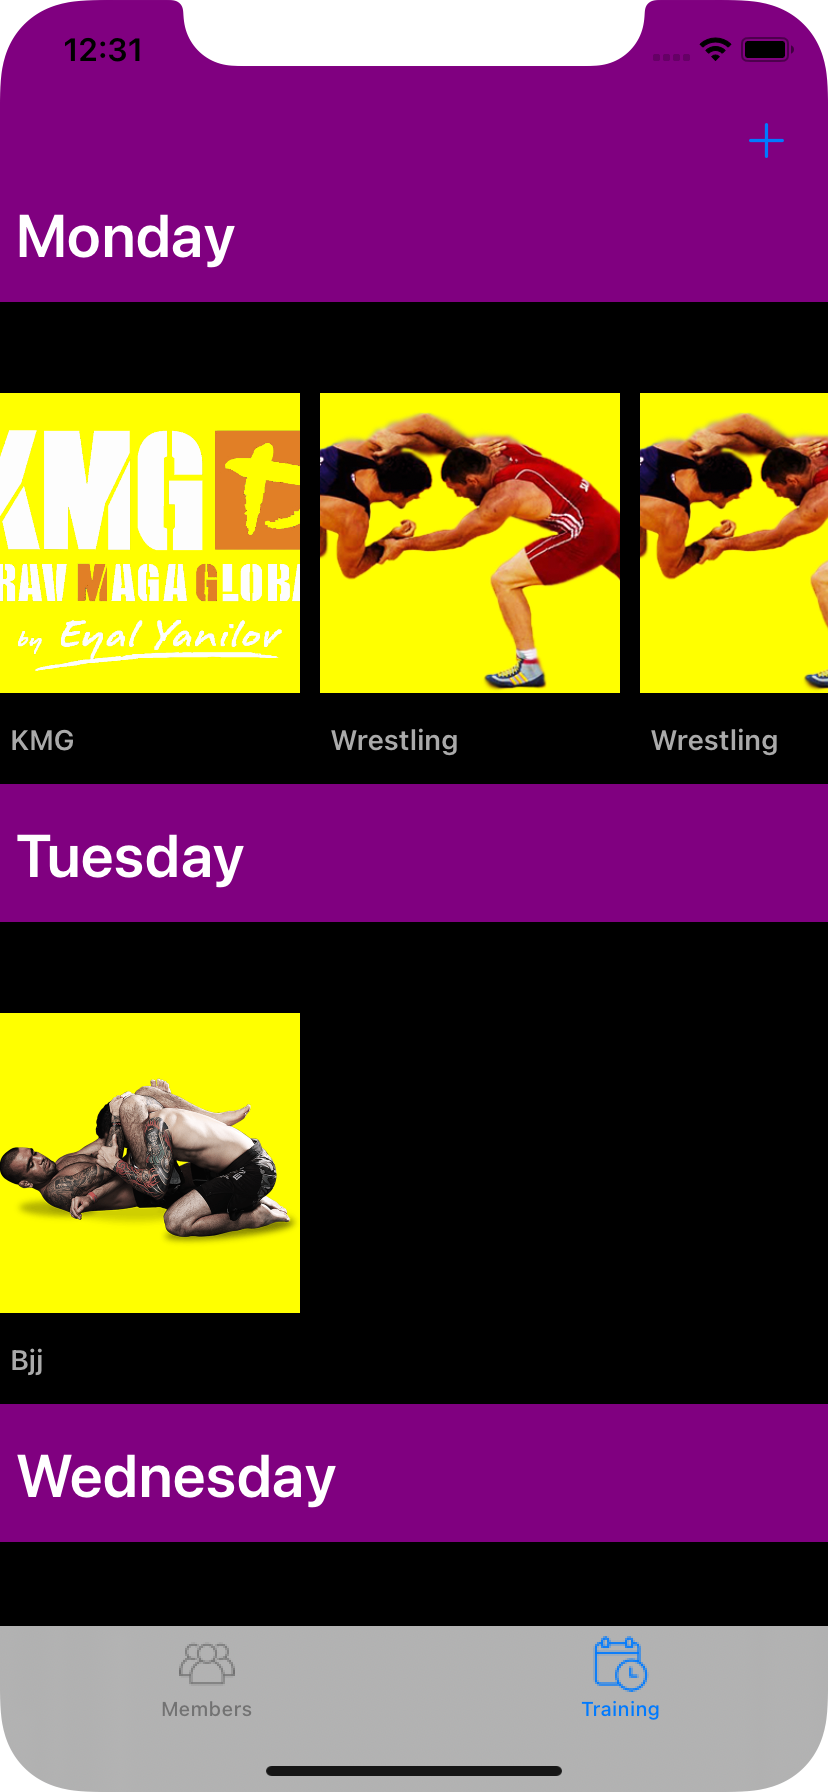 12:31
Monday
KMG
RAV MAGA GLOBA
by Eyal Yanilov
KMG
Wrestling
Wrestling
Tuesday
Bjj
Wednesday
Members
Training